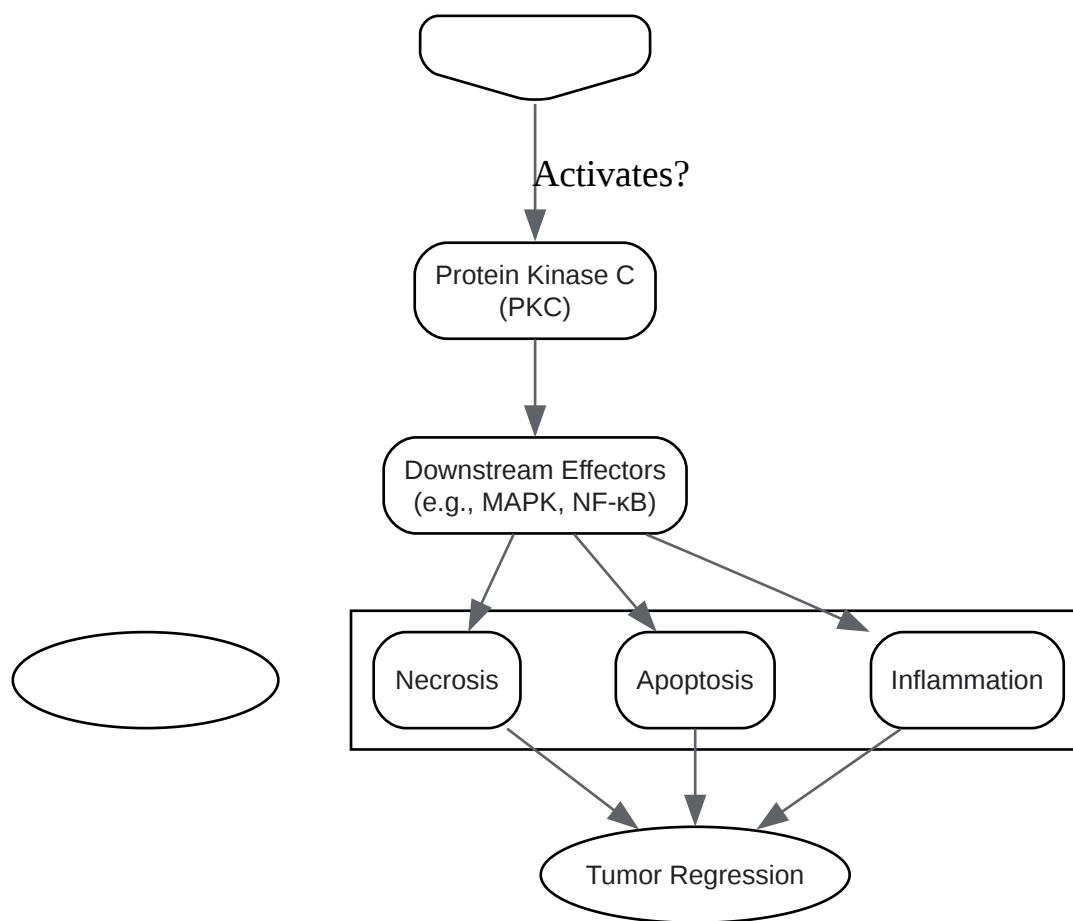 Activates?
Protein Kinase C
(PKC)
Downstream Effectors
(e.g., MAPK, NF-κB)
Necrosis
Apoptosis
Inflammation
Tumor Regression